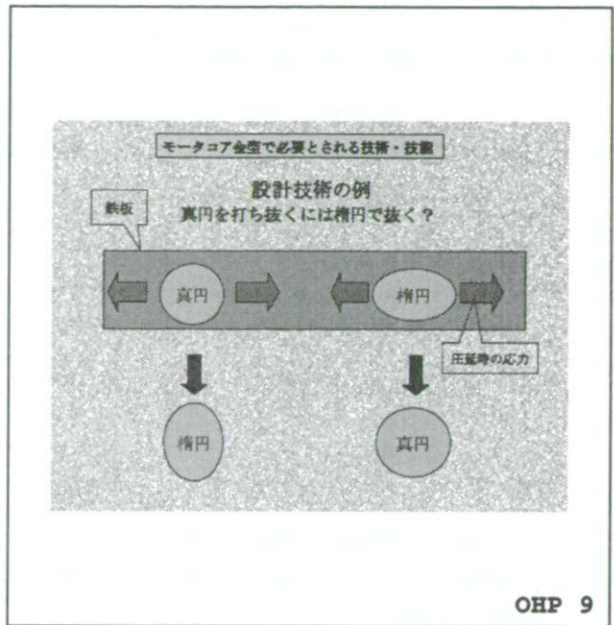 モータコア金型で必要とされる技術・技能
設計技術の例
真円を打ち抜くには楕円で抜く？
鉄板
真円
楕円
圧延時の応力
楕円
真円
OHP 9